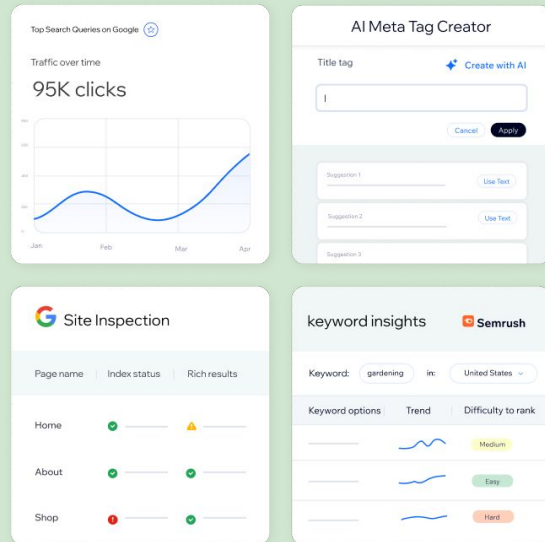 Top Search Queries on Google
Traffic over time
95K clicks
Jan Feb Mar Apr
AI Meta Tag Creator
Title tag
Create with AI
Cancel Apply
Suggestion 1
Use Text
Suggestion 2
Use Text
Suggestion 3
Site Inspection
Page name Index status Rich results
Home
About
Shop
keyword insights
Semrush
Keyword: gardening in: United States
Keyword options Trend Difficulty to rank
Medium
Easy
Hard